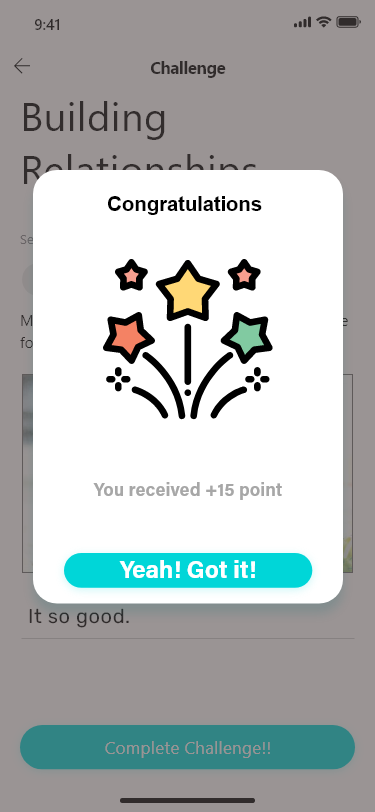 9:41
Challenge
Building
Relationships
Se
Congratulations
M
e
fo
You received +15 point
Yeah! Got it!
It so good.
Complete Challenge!!